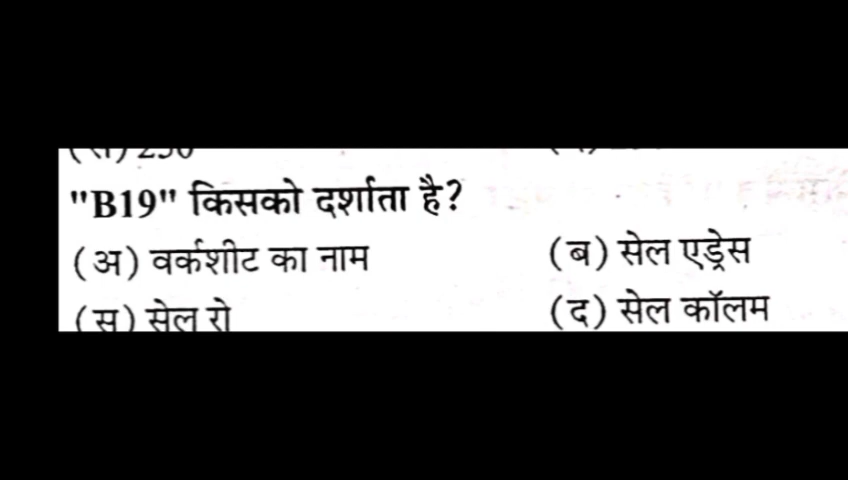 "B19" किसको दर्शाता है?
(अ) वर्कशीट का नाम (ब) सेल एड्रेस
(स) सेल रो (द) सेल कॉलम